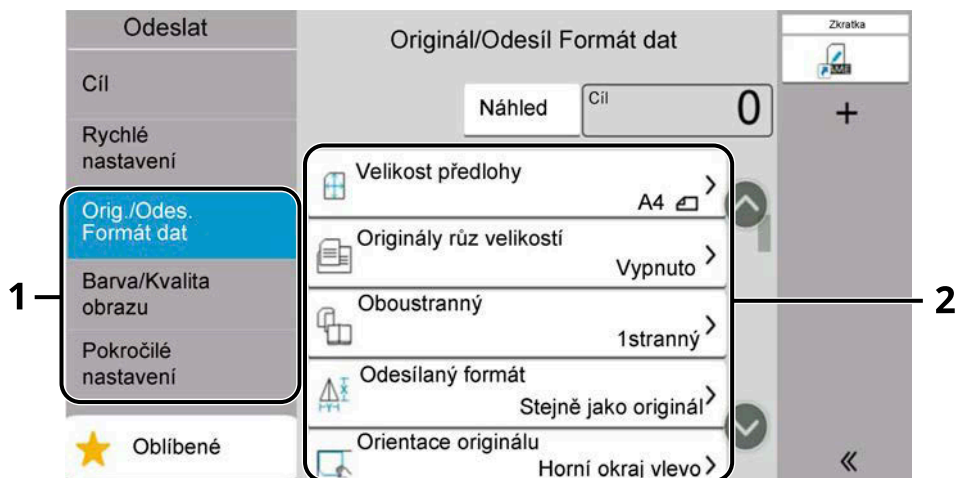 Odeslat
Cíl
Rychlé
nastavení
Orig./Odes.
Formát dat
Barva/Kvalita
obrazu
Pokročilé
nastavení
Oblíbené
1
Originál/Odesíl Formát dat
Náhled
Cíl
0
Velikost předlohy
A4
Originály růz velikostí
Vypnuto
Oboustranný
1stranný
Odesílaný formát
Stejně jako originál
Orientace originálu
Horní okraj vlevo
Zkratka
2